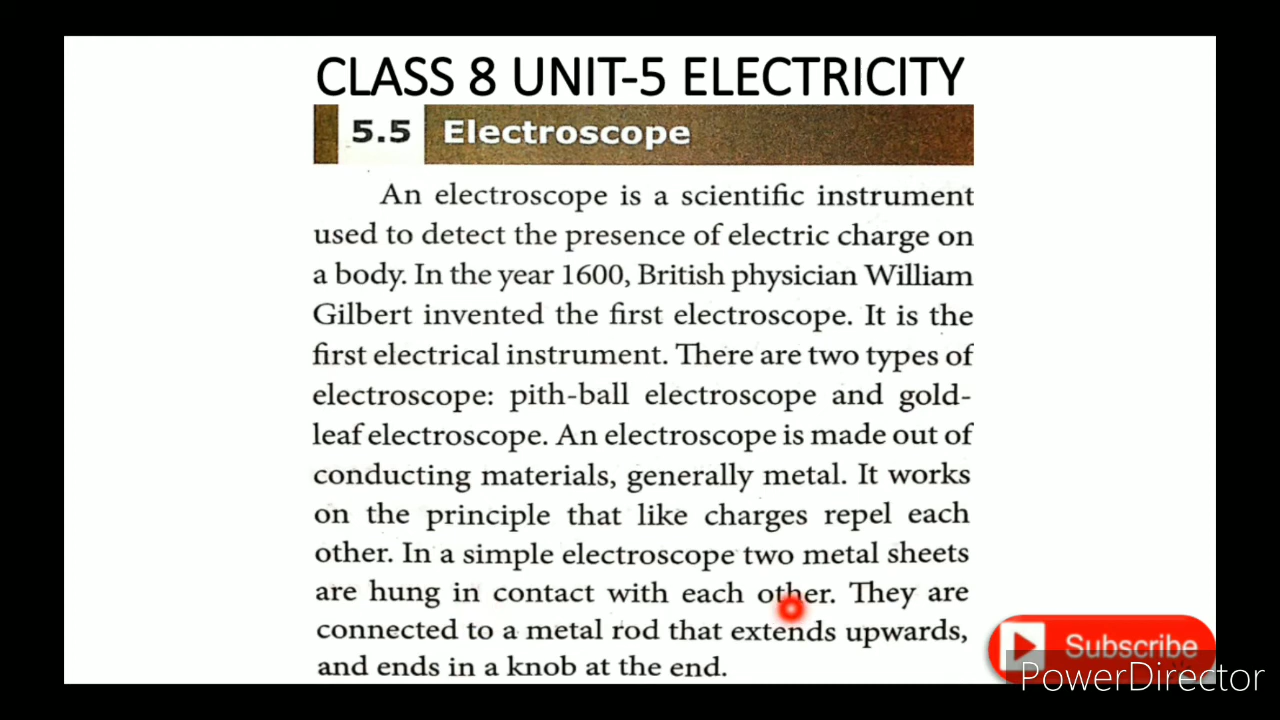 CLASS 8 UNIT-5 ELECTRICITY
5.5 Electroscope
An electroscope is a scientific instrument
used to detect the presence of electric charge on
a body. In the year 1600, British physician William
Gilbert invented the first electroscope. It is the
first electrical instrument. There are two types of
electroscope: pith-ball electroscope and gold-
leaf electroscope. An electroscope is made out of
conducting materials, generally metal. It works
on the principle that like charges repel each
other. In a simple electroscope two metal sheets
are hung in contact with each other. They are
connected to a metal rod that extends upwards,
and ends in a knob at the end.
Subscribe
PowerDirector